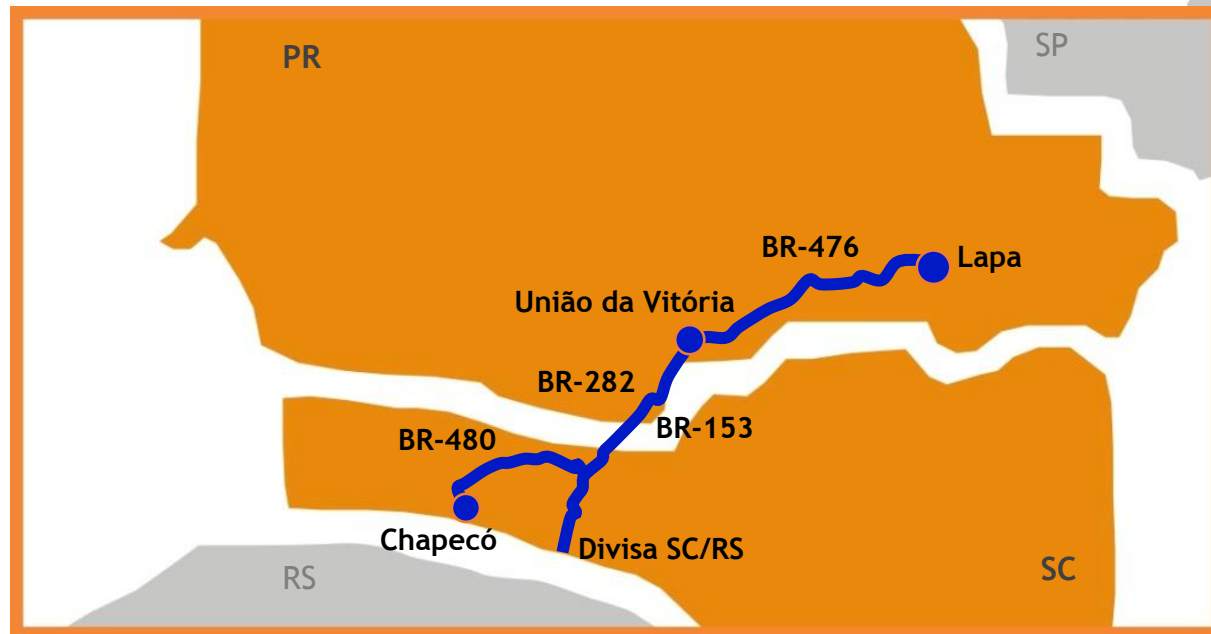 PR
SP
BR-476
Lapa
União da Vitória
BR-282
BR-153
BR-480
Chapecó
Divisa SC/RS
RS
SC